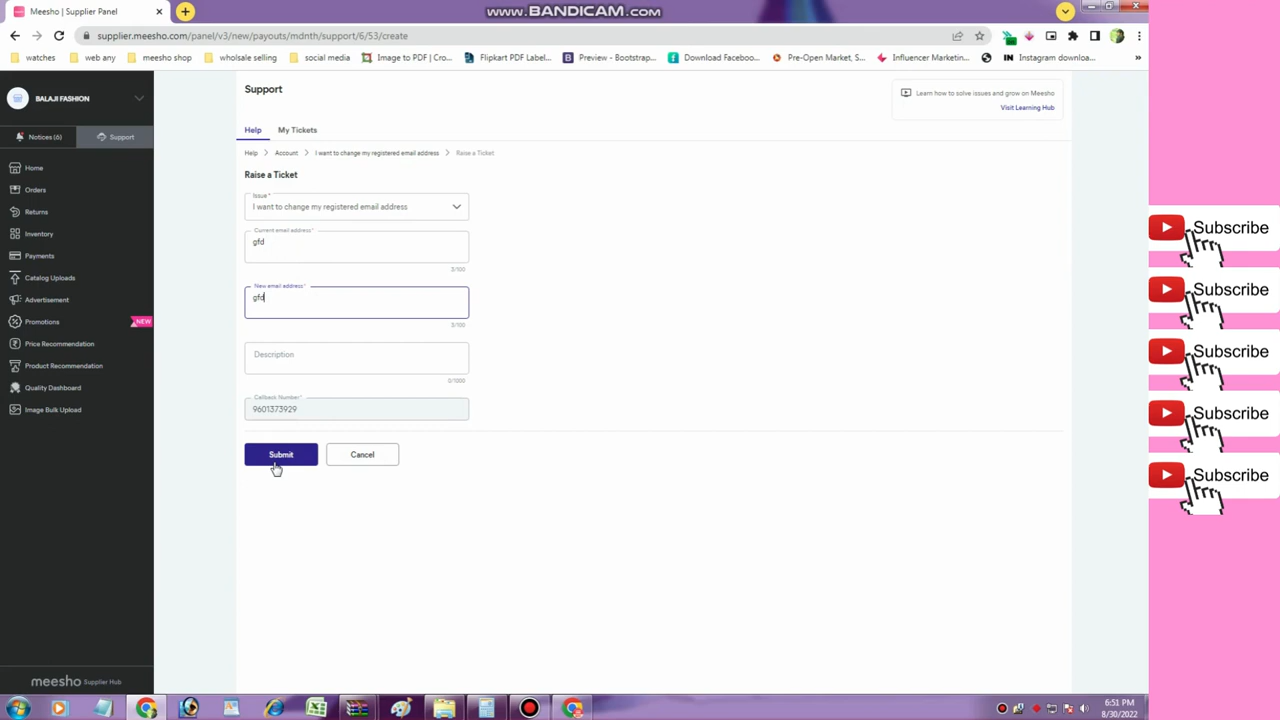 Meesho | Supplier Panel
www.BANDICAM.com
supplier.meesho.com/panel/v3/new/payouts/mdnth/support/6/53/create
watches
web any
meesho shop
wholsale selling
social media
Image to PDF | Cro...
Flipkart PDF Label...
Preview - Bootstrap...
Download Faceboo...
Pre-Open Market, S...
Influencer Marketin...
IN Instagram downloa...
»
BALAJI FASHION
Support
Learn how to solve issues and grow on Meesho
Visit Learning Hub
Notices (6)
Support
Help
My Tickets
Help > Account > I want to change my registered email address > Raise a Ticket
Home
Orders
Returns
Inventory
Payments
Catalog Uploads
Advertisement
Promotions
NEW
Price Recommendation
Product Recommendation
Quality Dashboard
Image Bulk Upload
Raise a Ticket
Issue*
I want to change my registered email address
Current email address*
gfd
3/100
New email address*
gfd
3/100
Description
0/1000
Callback Number*
9601373929
Submit
Cancel
Subscribe
Subscribe
Subscribe
Subscribe
Subscribe
meesho Supplier Hub
6:51 PM
8/30/2022